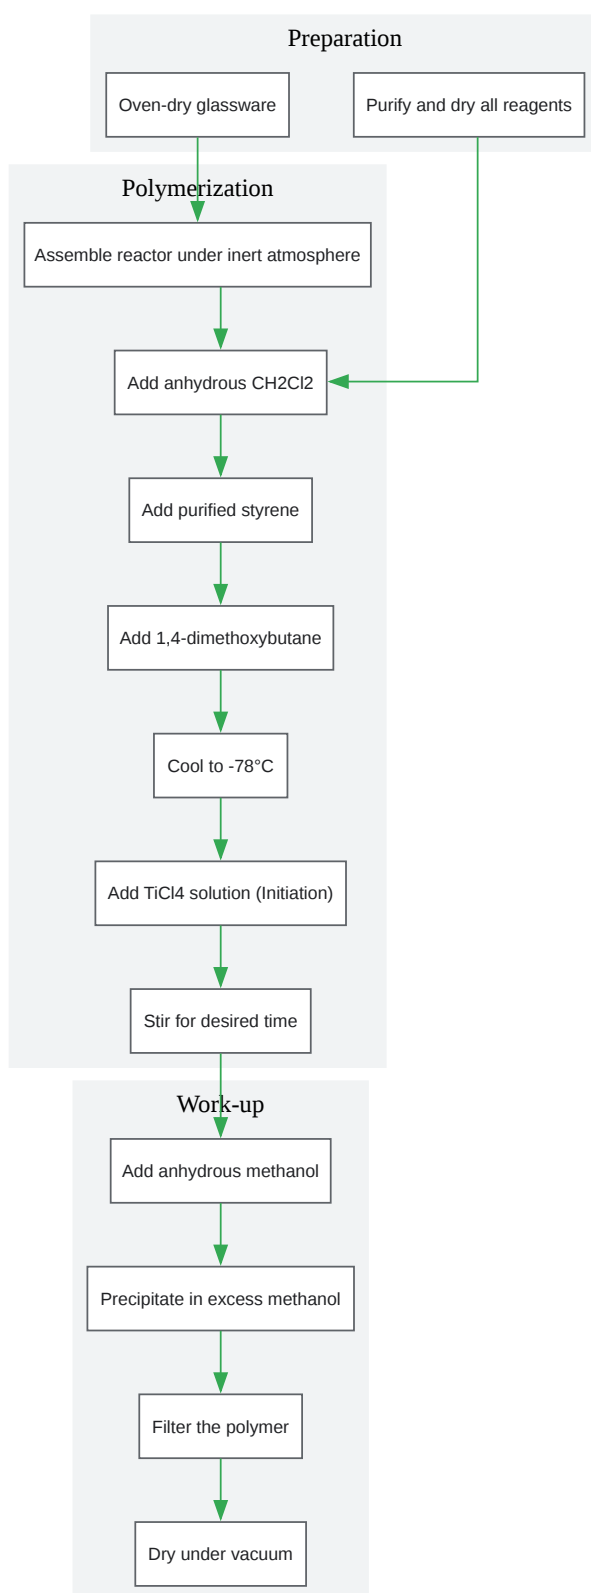 Preparation
Oven-dry glassware
Purify and dry all reagents
Polymerization
Assemble reactor under inert atmosphere
Add anhydrous CH2Cl2
Add purified styrene
Add 1,4-dimethoxybutane
Cool to -78°C
Add TiCl4 solution (Initiation)
Stir for desired time
Work-up
Add anhydrous methanol
Precipitate in excess methanol
Filter the polymer
Dry under vacuum